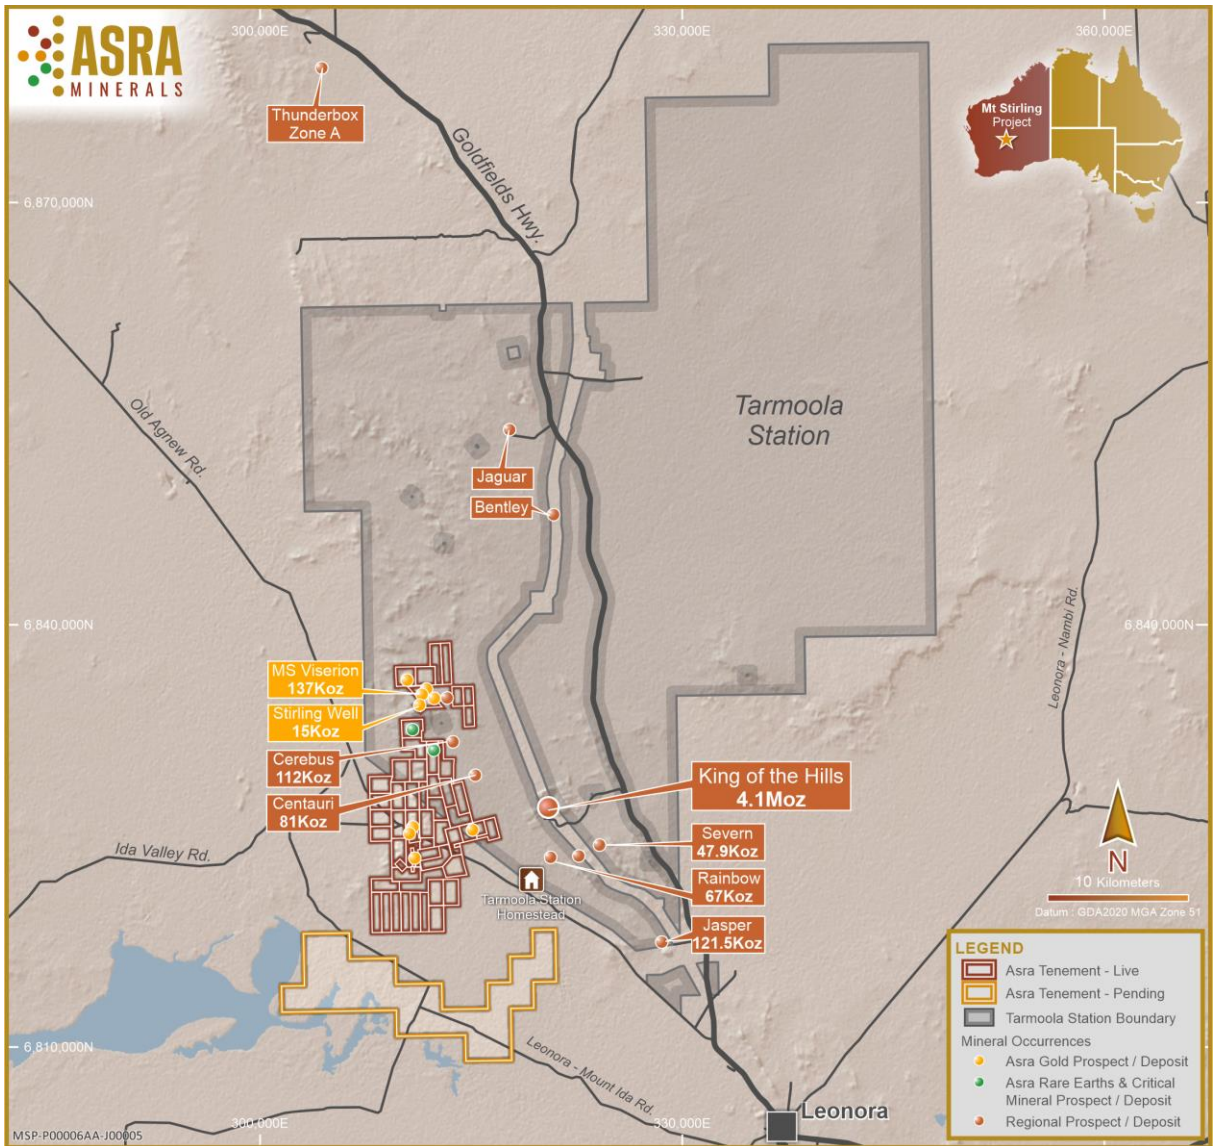 300,000E
330,000E
360,000E
ASRA
MINERALS
Thunderbox
Zone A
Goldfields Hwy.
Mt Stirling
Project
6,870,000N
Tarmoola
Station
Old Agnew Rd.
Jaguar
Bentley
6,840,000N
6,840,000N
Leonora - Nambi Rd.
MS Viserion
137Koz
Stirling Well
15Koz
Cerebus
112Koz
Centauri
81Koz
King of the Hills
4.1Moz
Severn
47.9Koz
Rainbow
67Koz
Jasper
121.5Koz
Ida Valley Rd.
Tarmoola Station
Homestead
N
10 Kilometers
Datum : GDA2020 MGA Zone 51
LEGEND
Asra Tenement - Live
Asra Tenement - Pending
Tarmoola Station Boundary
Mineral Occurrences
Asra Gold Prospect / Deposit
Asra Rare Earths & Critical
Mineral Prospect / Deposit
Regional Prospect / Deposit
6,810,000N
Leonora - Mount Ida Rd.
Leonora
300,000E
330,000E
MSP-P00006AA-J00005